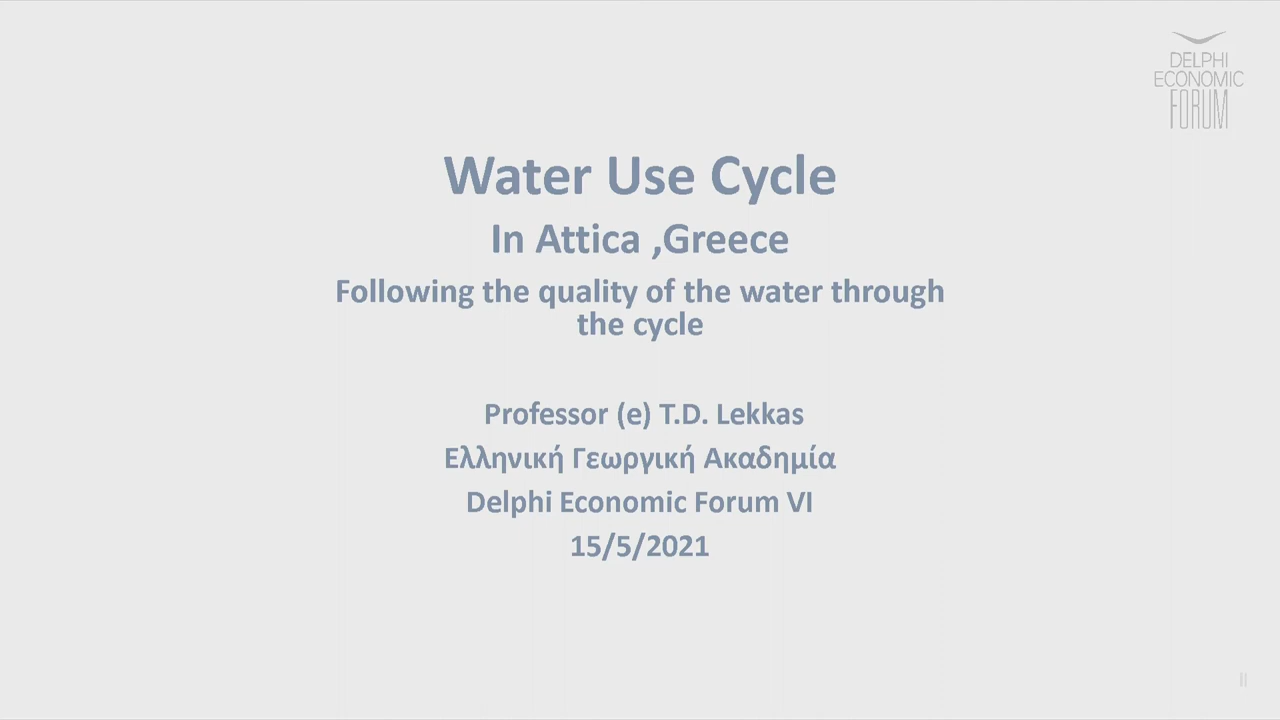 DELPHI
ECONOMIC
FORUM
Water Use Cycle
In Attica ,Greece
Following the quality of the water through
the cycle
Professor (e) T.D. Lekkas
Ελληνική Γεωργική Ακαδημία
Delphi Economic Forum VI
15/5/2021